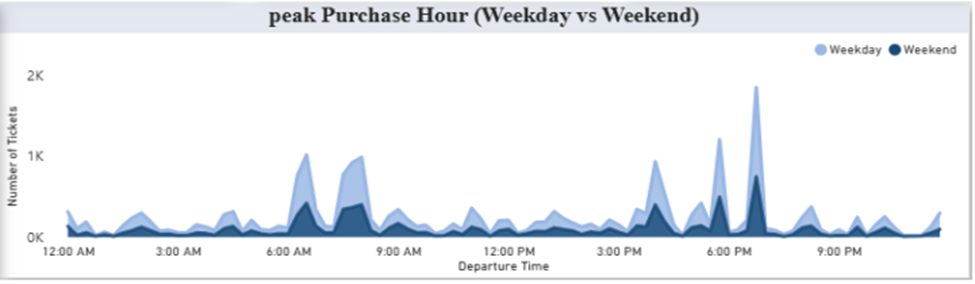 peak Purchase Hour (Weekday vs Weekend)
Weekday Weekend
Number of Tickets
2K
1K
0K
12:00 AM 3:00 AM 6:00 AM 9:00 AM 12:00 PM 3:00 PM 6:00 PM 9:00 PM
Departure Time